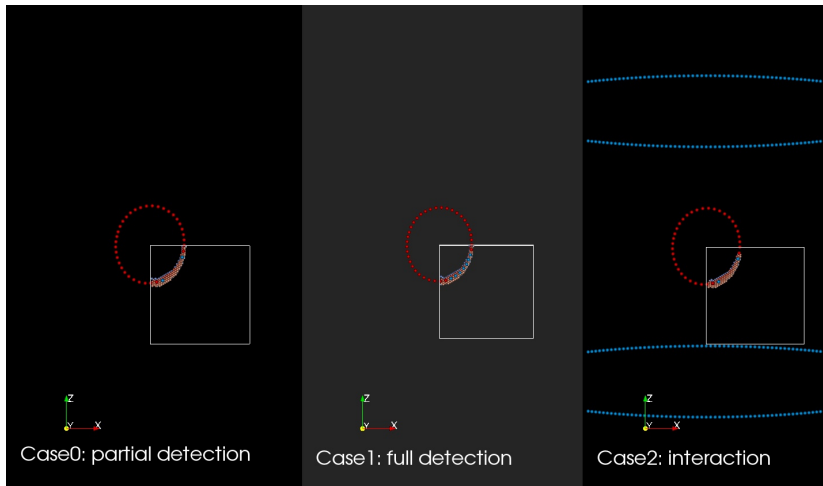 Z
Y
X
Case0: partial detection
Z
Y
X
Case1: full detection
Z
Y
X
Case2: interaction